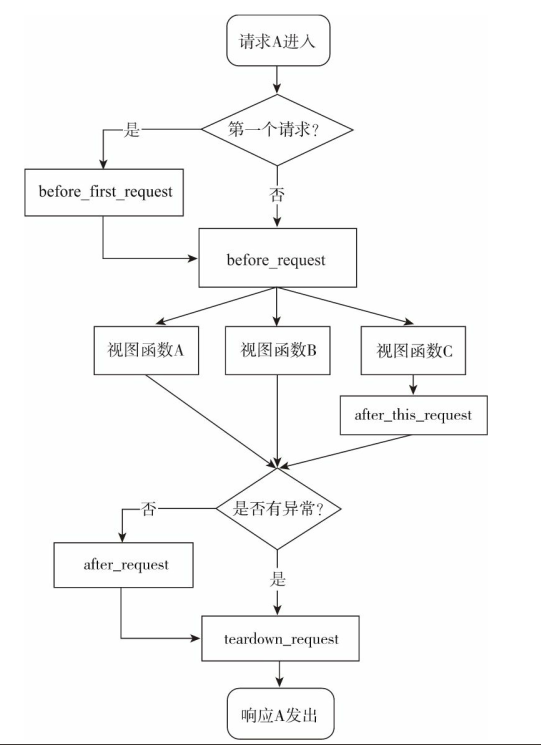 请求A进入
第一个请求?
是
before_first_request
否
before_request
视图函数A
视图函数B
视图函数C
after_this_request
是否有异常?
否
after_request
是
teardown_request
响应A发出